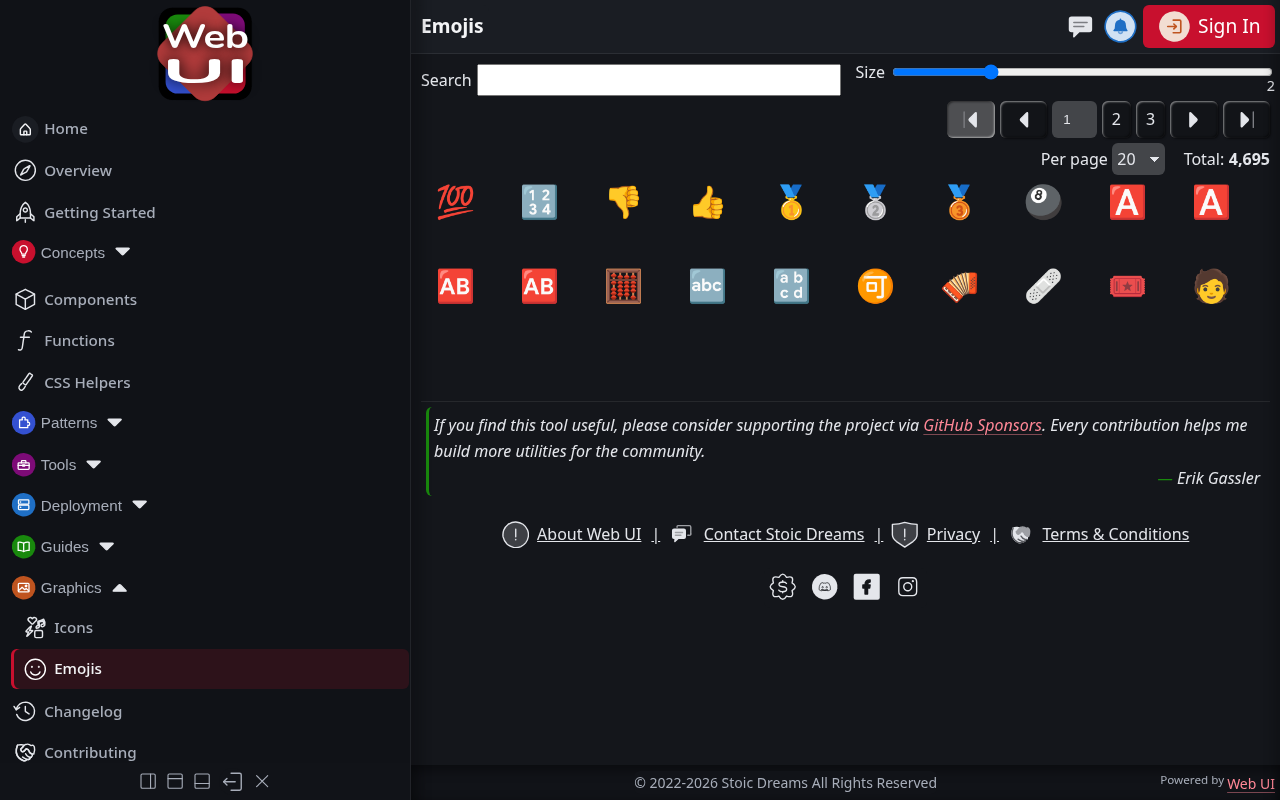 Web
UI
Home
Overview
Getting Started
Concepts
Components
Functions
CSS Helpers
Patterns
Tools
Deployment
Guides
Graphics
Icons
Emojis
Changelog
Contributing
Emojis
Sign In
Search
Size
2
1
2
3
Per page
20
Total: 4,695
If you find this tool useful, please consider supporting the project via GitHub Sponsors. Every contribution helps me
build more utilities for the community.
— Erik Gassler
About Web UI | Contact Stoic Dreams | Privacy | Terms & Conditions
© 2022-2026 Stoic Dreams All Rights Reserved
Powered by Web UI